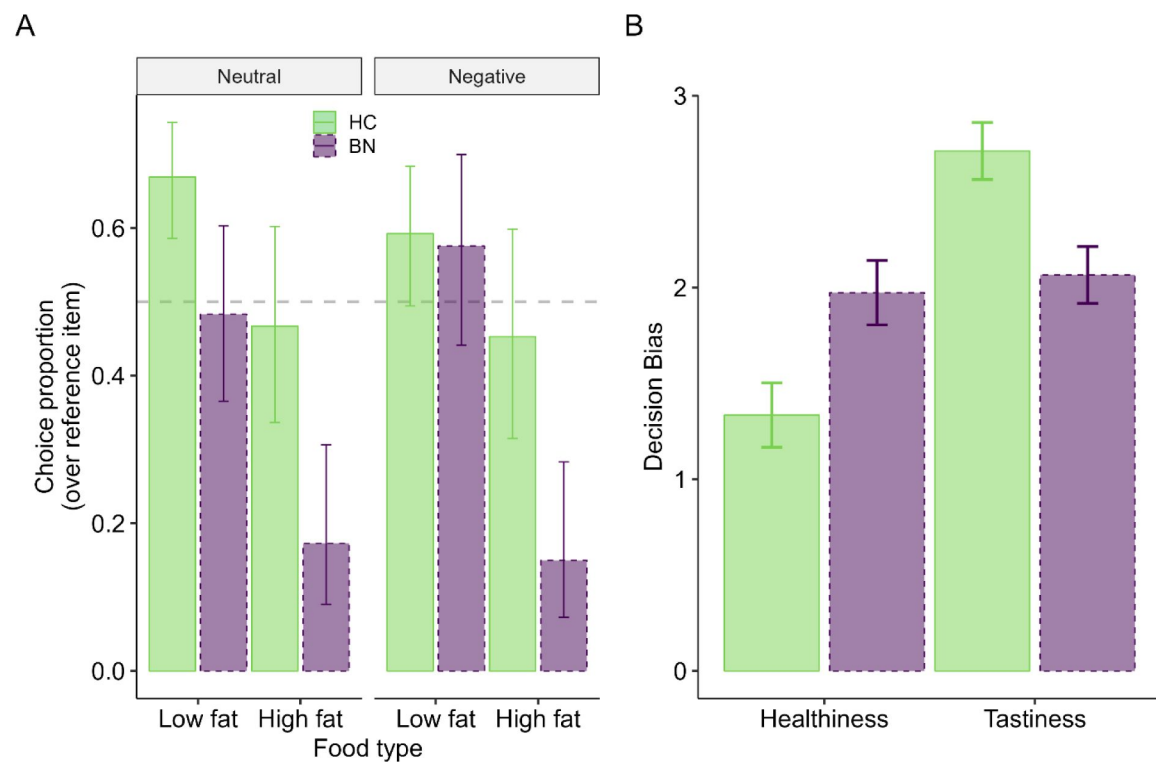 A
Neutral
Negative
HC
BN
Choice proportion
(over reference item)
0.6
0.4
0.2
0.0
Low fat
High fat
Low fat
High fat
Food type
B
Decision Bias
3
2
1
0
Healthiness
Tastiness